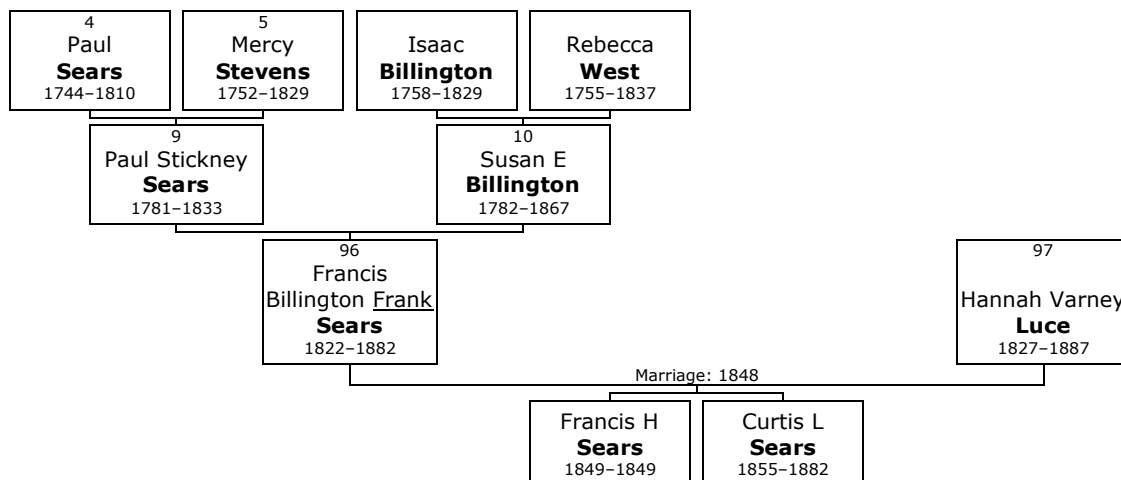 4
Paul
Sears
1744–1810
5
Mercy
Stevens
1752–1829
Isaac
Billington
1758–1829
Rebecca
West
1755–1837
9
Paul Stickney
Sears
1781–1833
10
Susan E
Billington
1782–1867
96
Francis
Billington Frank
Sears
1822–1882
97
Hannah Varney
Luce
1827–1887
Marriage: 1848
Francis H
Sears
1849–1849
Curtis L
Sears
1855–1882